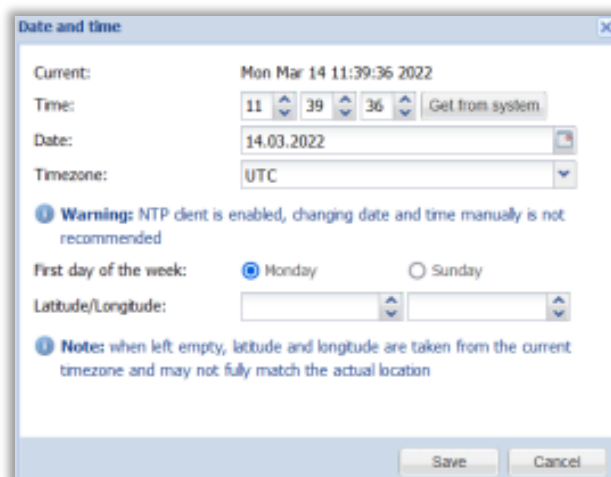 Date and time
Current: Mon Mar 14 11:39:36 2022
Time: 11 39 36 Get from system
Date: 14.03.2022
Timezone: UTC
Warning: NTP client is enabled, changing date and time manually is not
recommended
First day of the week: Monday Sunday
Latitude/Longitude:
Note: when left empty, latitude and longitude are taken from the current
timezone and may not fully match the actual location
Save Cancel